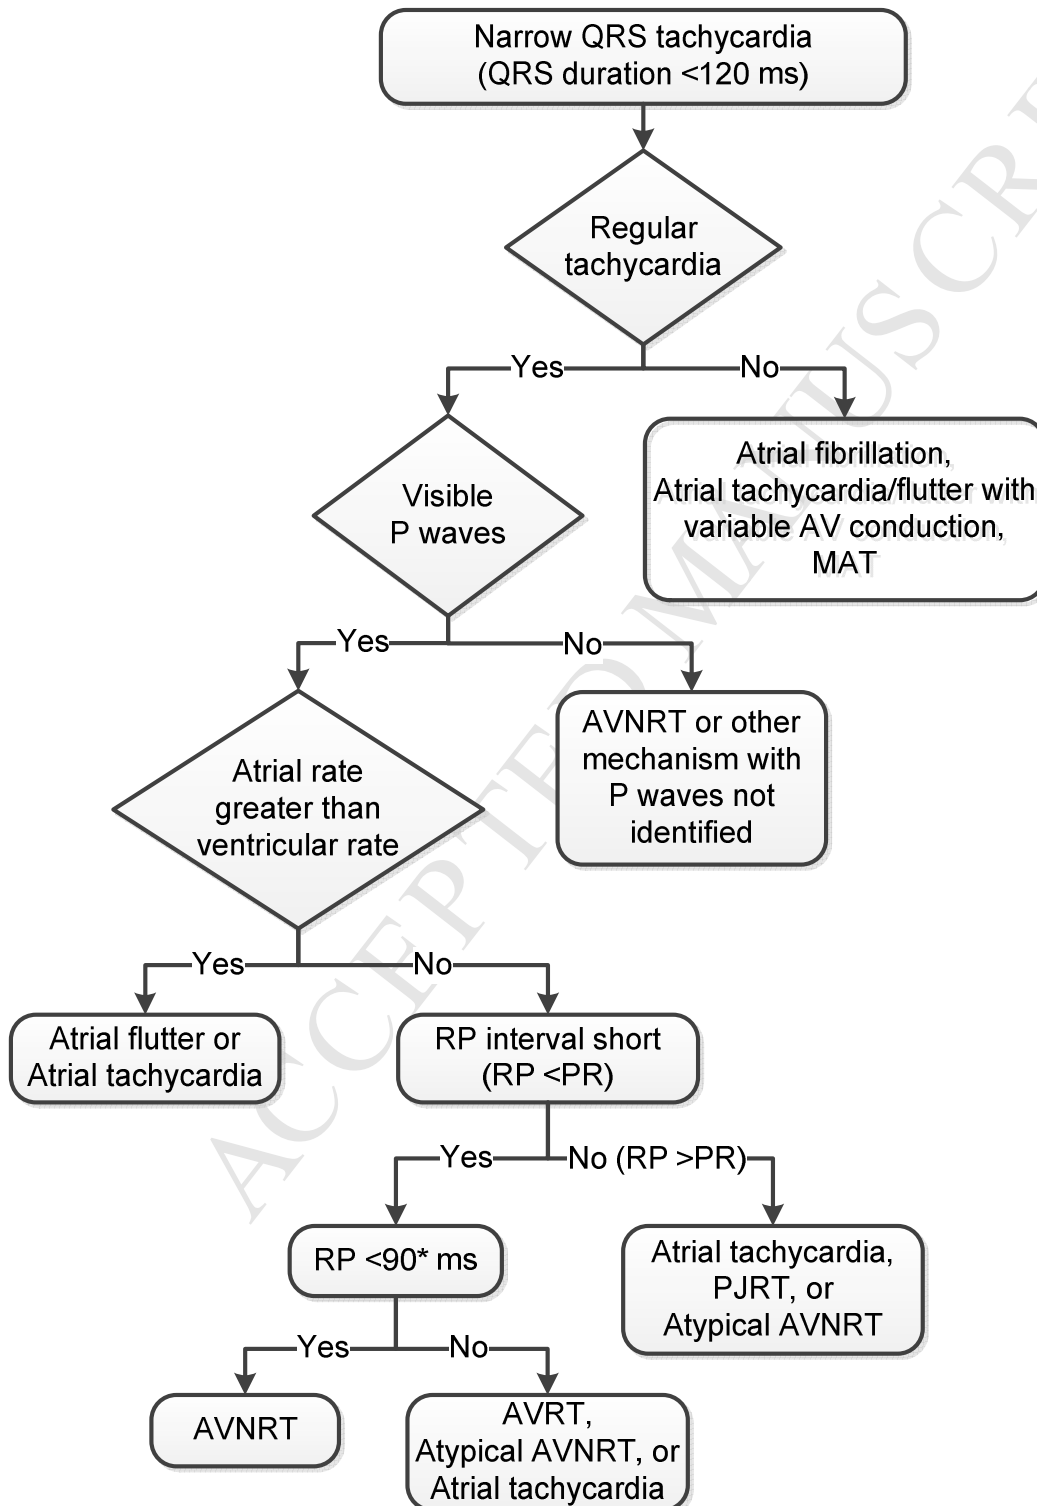 Narrow QRS tachycardia
(QRS duration <120 ms)
Regular
tachycardia
Yes
No
Visible
P waves
Atrial fibrillation,
Atrial tachycardia/flutter with
variable AV conduction,
MAT
Yes
No
Atrial rate
greater than
ventricular rate
AVNRT or other
mechanism with
P waves not
identified
Yes
No
Atrial flutter or
Atrial tachycardia
RP interval short
(RP <PR)
Yes
No (RP >PR)
RP <90* ms
Atrial tachycardia,
PJRT, or
Atypical AVNRT
Yes
No
AVNRT
AVRT,
Atypical AVNRT, or
Atrial tachycardia
ACCEPTED MANUSCRI